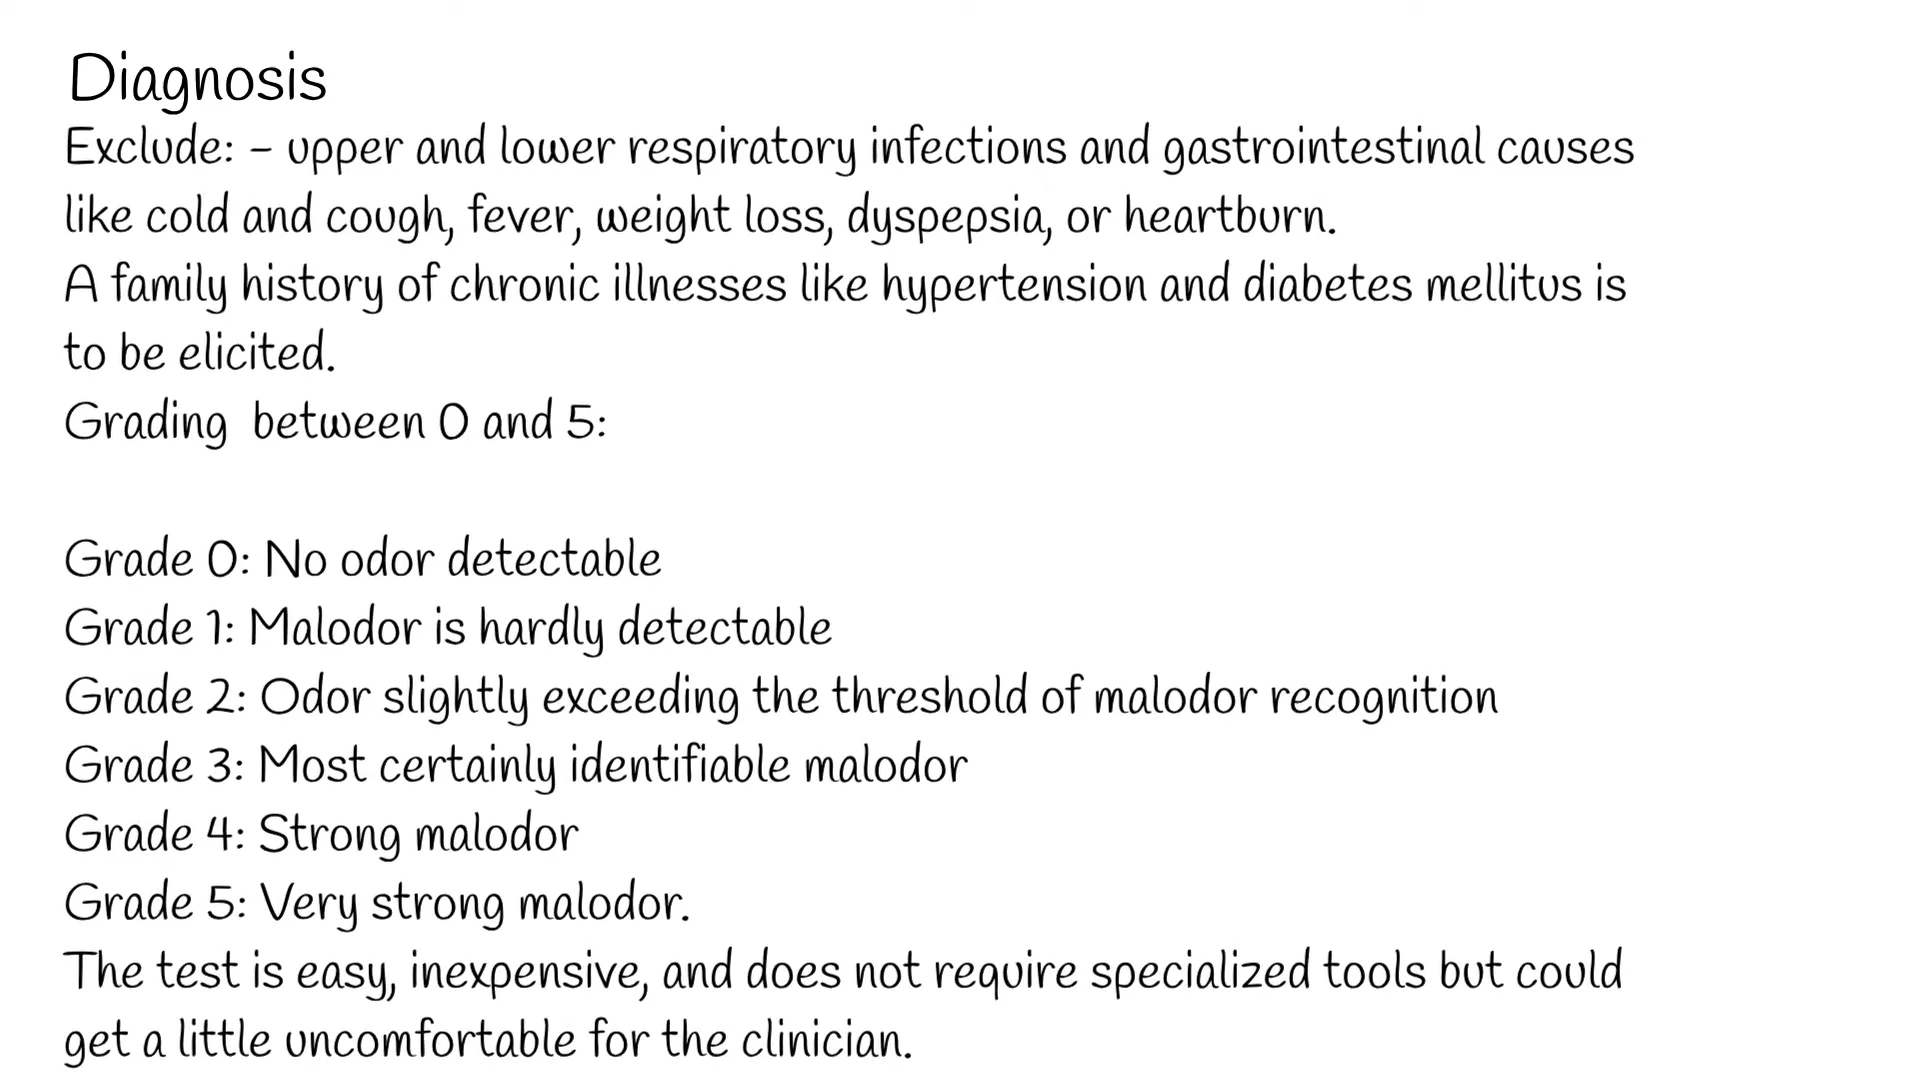 Diagnosis
Exclude: - upper and lower respiratory infections and gastrointestinal causes
like cold and cough, fever, weight loss, dyspepsia, or heartburn.
A family history of chronic illnesses like hypertension and diabetes mellitus is
to be elicited.
Grading  between 0 and 5:
Grade 0: No odor detectable
Grade 1: Malodor is hardly detectable
Grade 2: Odor slightly exceeding the threshold of malodor recognition
Grade 3: Most certainly identifiable malodor
Grade 4: Strong malodor
Grade 5: Very strong malodor.
The test is easy, inexpensive, and does not require specialized tools but could
get a little uncomfortable for the clinician.